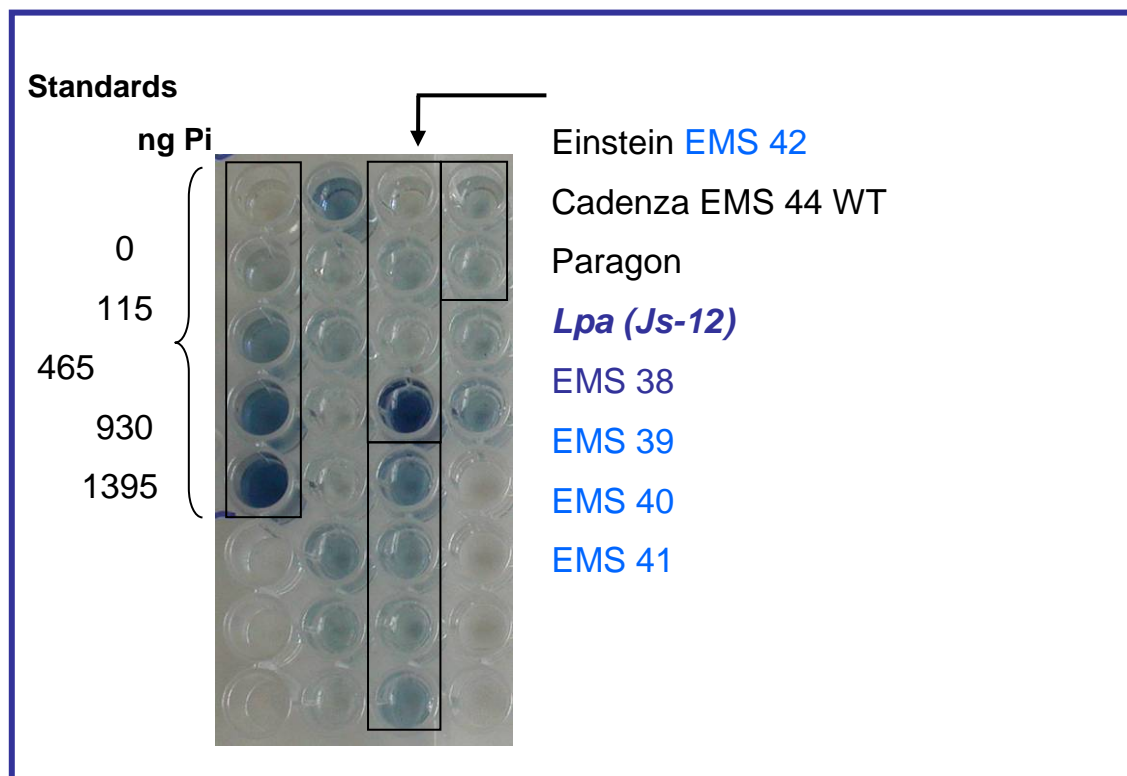 Standards
ng Pi
0
115
465
930
1395
Einstein EMS 42
Cadenza EMS 44 WT
Paragon
Lpa (Js-12)
EMS 38
EMS 39
EMS 40
EMS 41